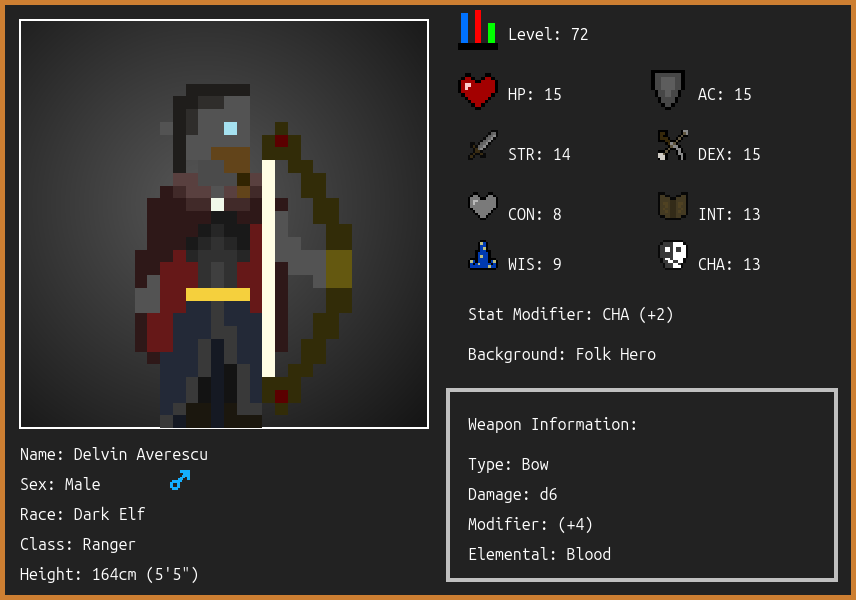 Level: 72
HP: 15
AC: 15
STR: 14
DEX: 15
CON: 8
INT: 13
WIS: 9
CHA: 13
Stat Modifier: CHA (+2)
Background: Folk Hero
Weapon Information:
Type: Bow
Damage: d6
Modifier: (+4)
Elemental: Blood
Name: Delvin Averescu
Sex: Male
Race: Dark Elf
Class: Ranger
Height: 164cm (5'5")